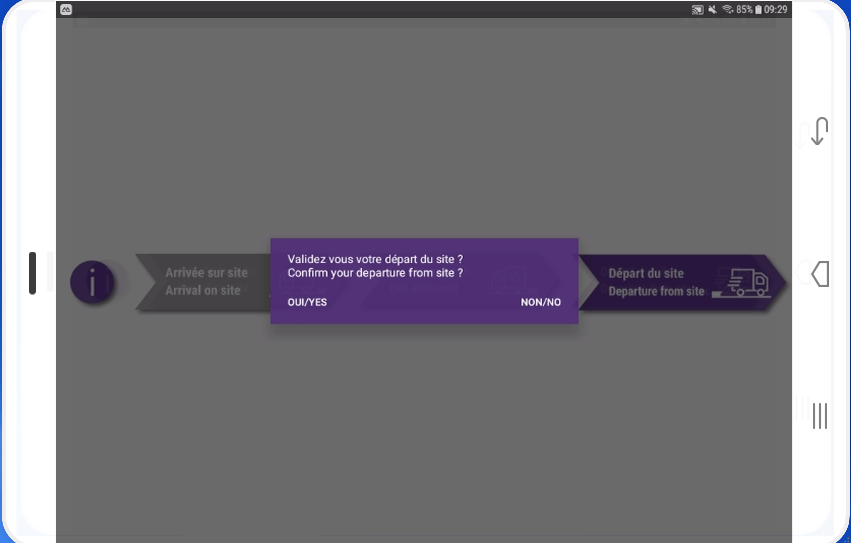 85% 09:29
Validez vous votre départ du site ?
Confirm your departure from site ?
OUI/YES
NON/NO
Arrivée sur site
Arrival on site
Départ du site
Departure from site